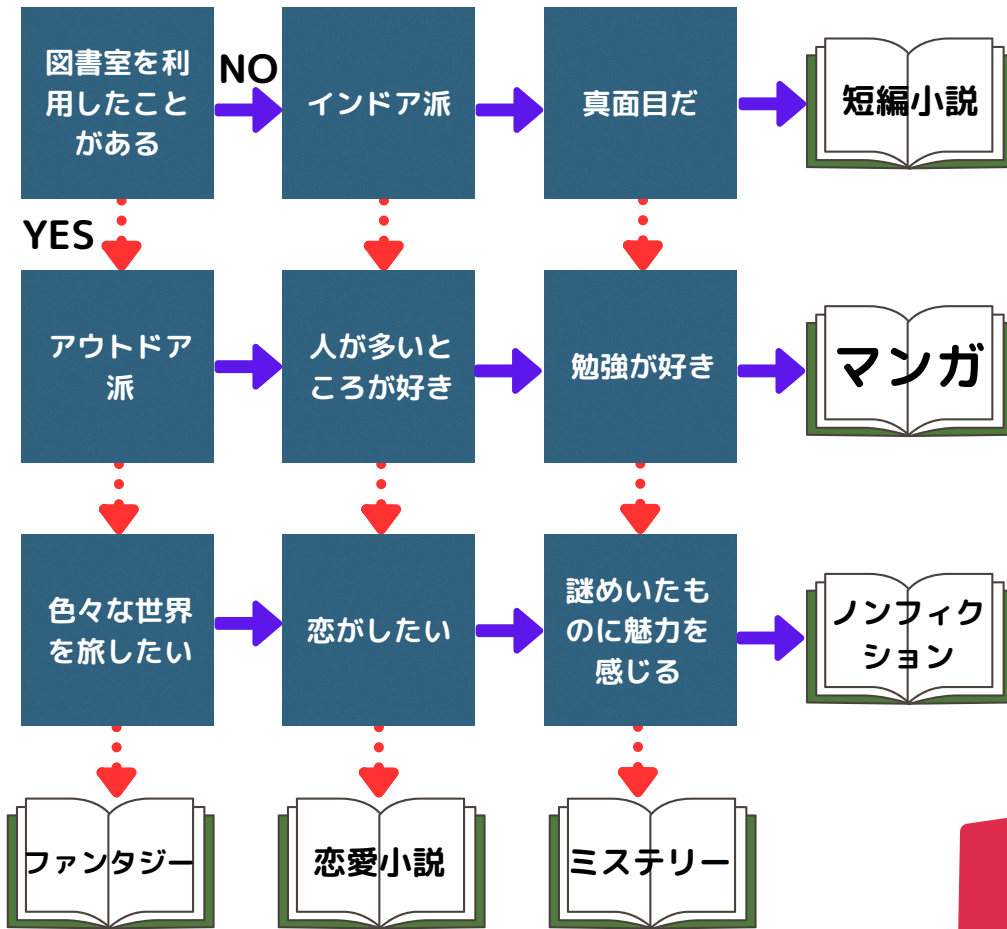 図書室を利
用したこと
がある
NO
インドア派
真面目だ
短編小説
YES
アウトドア
派
人が多いと
ころが好き
勉強が好き
マンガ
色々な世界
を旅したい
恋がしたい
謎めいたも
のに魅力を
感じる
ノンフィク
ション
ファンタジー
恋愛小説
ミステリー